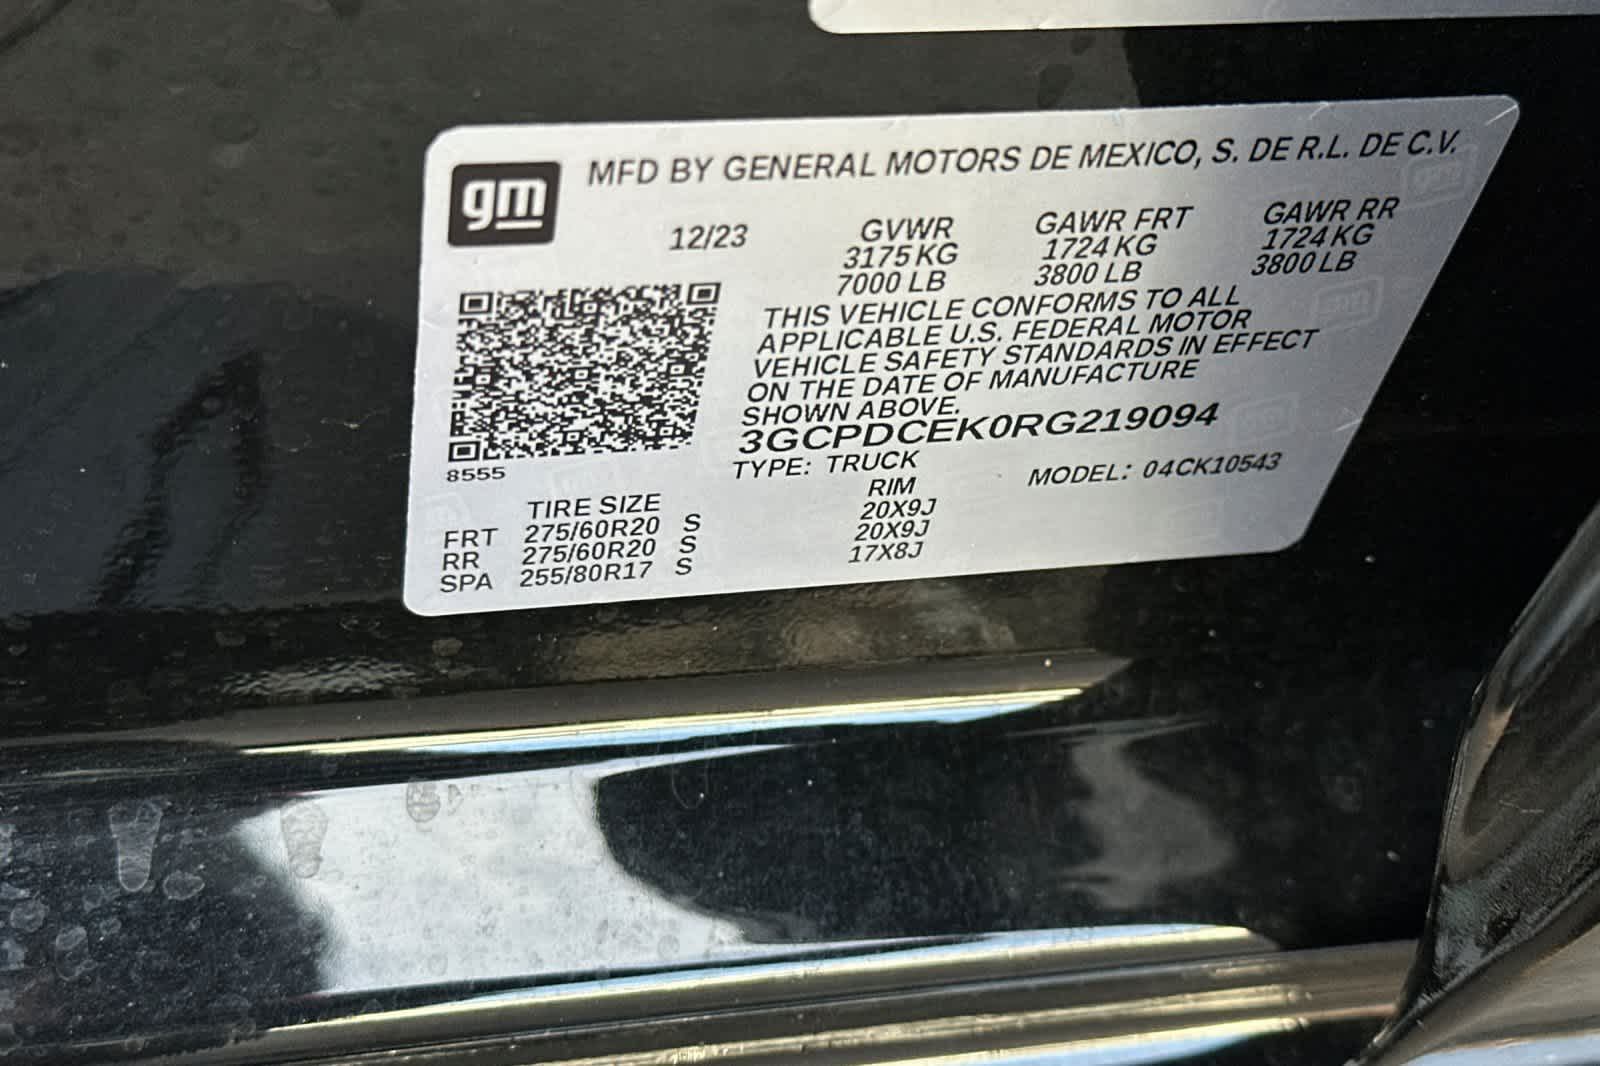 gm
MFD BY GENERAL MOTORS DE MEXICO, S. DE R.L. DE C.V.
12/23 GVWR GAWR FRT GAWR RR
3175 KG 1724 KG 1724 KG
7000 LB 3800 LB 3800 LB
THIS VEHICLE CONFORMS TO ALL
APPLICABLE U.S. FEDERAL MOTOR
VEHICLE SAFETY STANDARDS IN EFFECT
ON THE DATE OF MANUFACTURE
SHOWN ABOVE.
3GCPDCEK0RG219094
8555 TYPE: TRUCK MODEL: 04CK10543
TIRE SIZE RIM
FRT 275/60R20 S 20X9J
RR 275/60R20 S 20X9J
SPA 255/80R17 S 17X8J